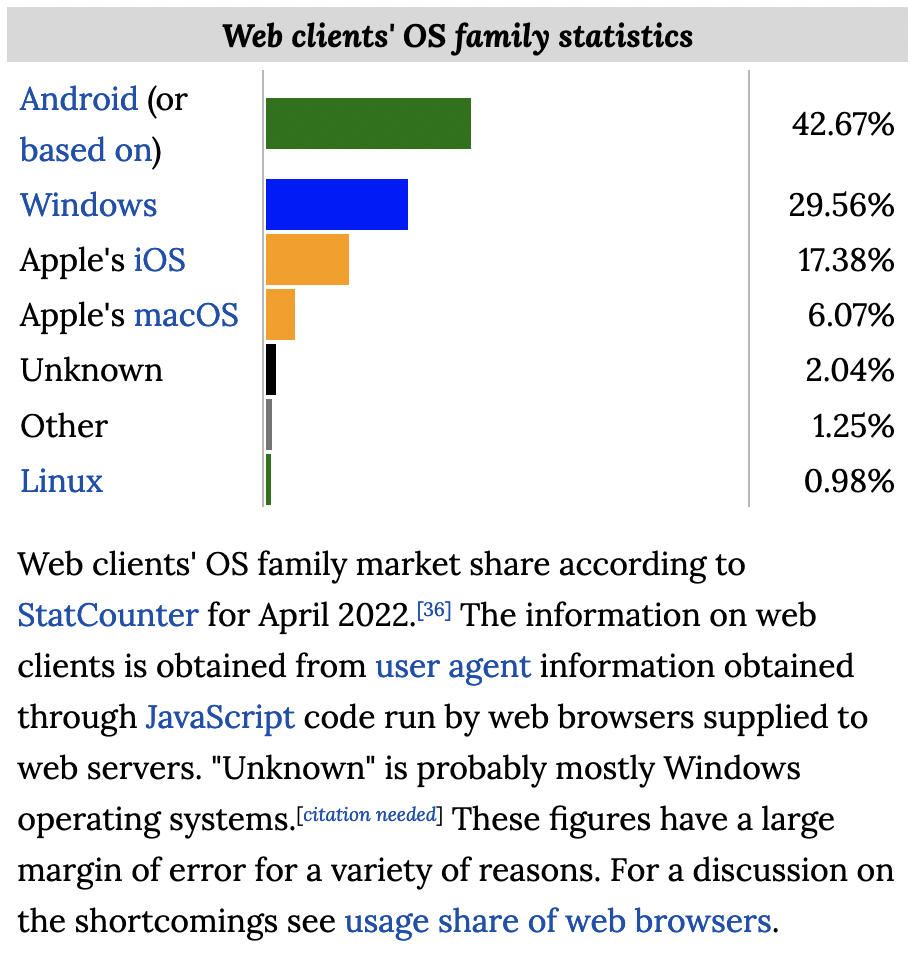 Web clients' OS family statistics
Android (or
based on)
42.67%
Windows 29.56%
Apple's iOS 17.38%
Apple's macOS 6.07%
Unknown 2.04%
Other 1.25%
Linux 0.98%
Web clients' OS family market share according to
StatCounter for April 2022.[36] The information on web
clients is obtained from user agent information obtained
through JavaScript code run by web browsers supplied to
web servers. "Unknown" is probably mostly Windows
operating systems.[citation needed] These figures have a large
margin of error for a variety of reasons. For a discussion on
the shortcomings see usage share of web browsers.